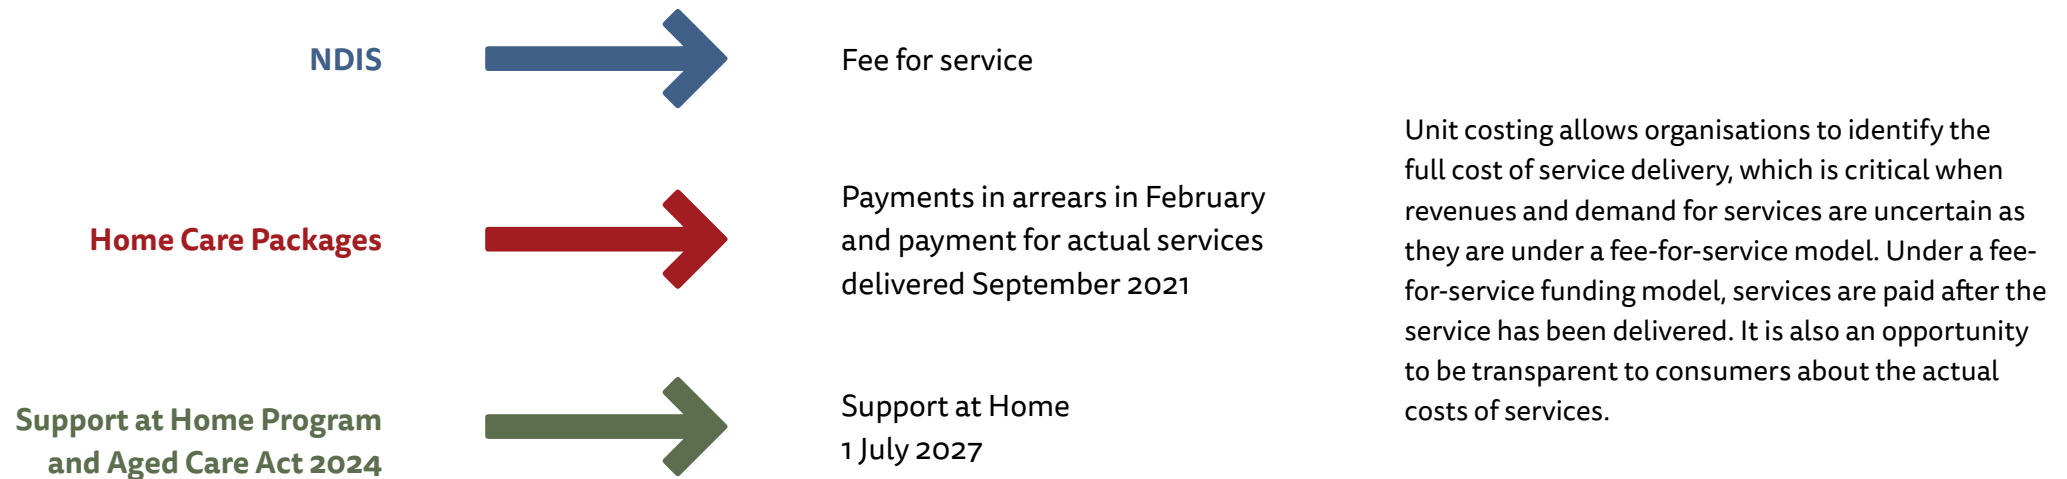 NDIS
Fee for service
Home Care Packages
Payments in arrears in February
and payment for actual services
delivered September 2021
Support at Home Program
and Aged Care Act 2024
Support at Home
1 July 2027
Unit costing allows organisations to identify the
full cost of service delivery, which is critical when
revenues and demand for services are uncertain as
they are under a fee-for-service model. Under a fee-
for-service funding model, services are paid after the
service has been delivered. It is also an opportunity
to be transparent to consumers about the actual
costs of services.